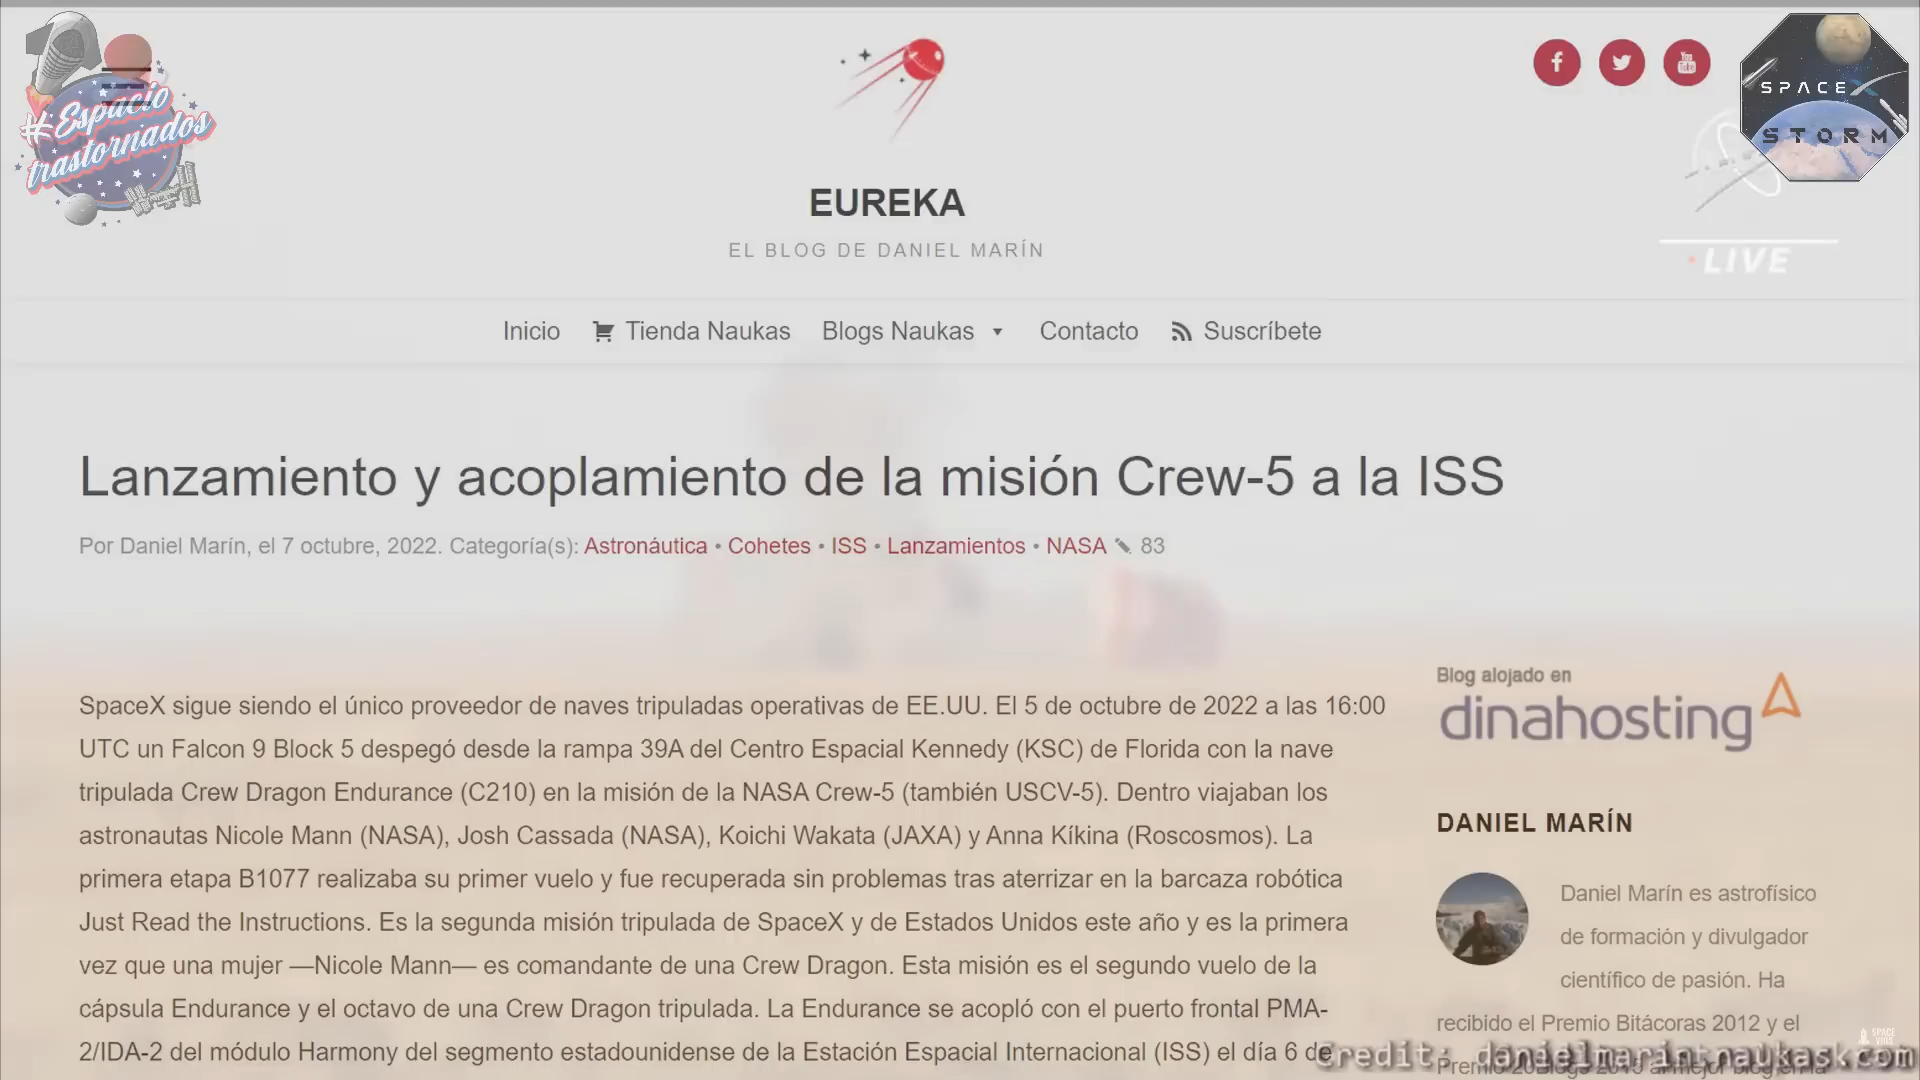 #Espacio
trastornados
SPACEX
STORM
LIVE
EUREKA
EL BLOG DE DANIEL MARÍN
Inicio Tienda Naukas Blogs Naukas Contacto Suscríbete
Lanzamiento y acoplamiento de la misión Crew-5 a la ISS
Por Daniel Marín, el 7 octubre, 2022. Categoría(s): Astronáutica • Cohetes • ISS • Lanzamientos • NASA 83
SpaceX sigue siendo el único proveedor de naves tripuladas operativas de EE.UU. El 5 de octubre de 2022 a las 16:00
UTC un Falcon 9 Block 5 despegó desde la rampa 39A del Centro Espacial Kennedy (KSC) de Florida con la nave
tripulada Crew Dragon Endurance (C210) en la misión de la NASA Crew-5 (también USCV-5). Dentro viajaban los
astronautas Nicole Mann (NASA), Josh Cassada (NASA), Koichi Wakata (JAXA) y Anna Kíkina (Roscosmos). La
primera etapa B1077 realizaba su primer vuelo y fue recuperada sin problemas tras aterrizar en la barcaza robótica
Just Read the Instructions. Es la segunda misión tripulada de SpaceX y de Estados Unidos este año y es la primera
vez que una mujer —Nicole Mann— es comandante de una Crew Dragon. Esta misión es el segundo vuelo de la
cápsula Endurance y el octavo de una Crew Dragon tripulada. La Endurance se acopló con el puerto frontal PMA-
2/IDA-2 del módulo Harmony del segmento estadounidense de la Estación Espacial Internacional (ISS) el día 6 de
Blog alojado en
dinahosting
DANIEL MARÍN
Daniel Marín es astrofísico
de formación y divulgador
científico de pasión. Ha
recibido el Premio Bitácoras 2012 y el
Credit: